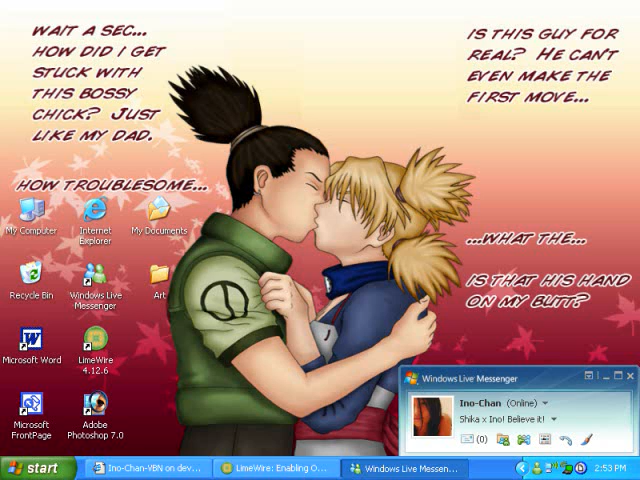 WAIT A SEC...
HOW DID I GET
STUCK WITH
THIS BOSSY
CHICK? JUST
LIKE MY DAD.
HOW TROUBLESOME...
IS THIS GUY FOR
REAL? HE CAN'T
EVEN MAKE THE
FIRST MOVE...
...WHAT THE...
IS THAT HIS HAND
ON MY BUTT?
My Computer
Internet
Explorer
My Documents
Recycle Bin
Windows Live
Messenger
Art
Microsoft Word
LimeWire
4.12.6
Microsoft
FrontPage
Adobe
Photoshop 7.0
Windows Live Messenger
Ino-Chan (Online)
Shika x Ino! Believe it!
(0)
start
Ino-Chan-VBN on dev...
LimeWire: Enabling O...
Windows Live Messen...
2:53 PM